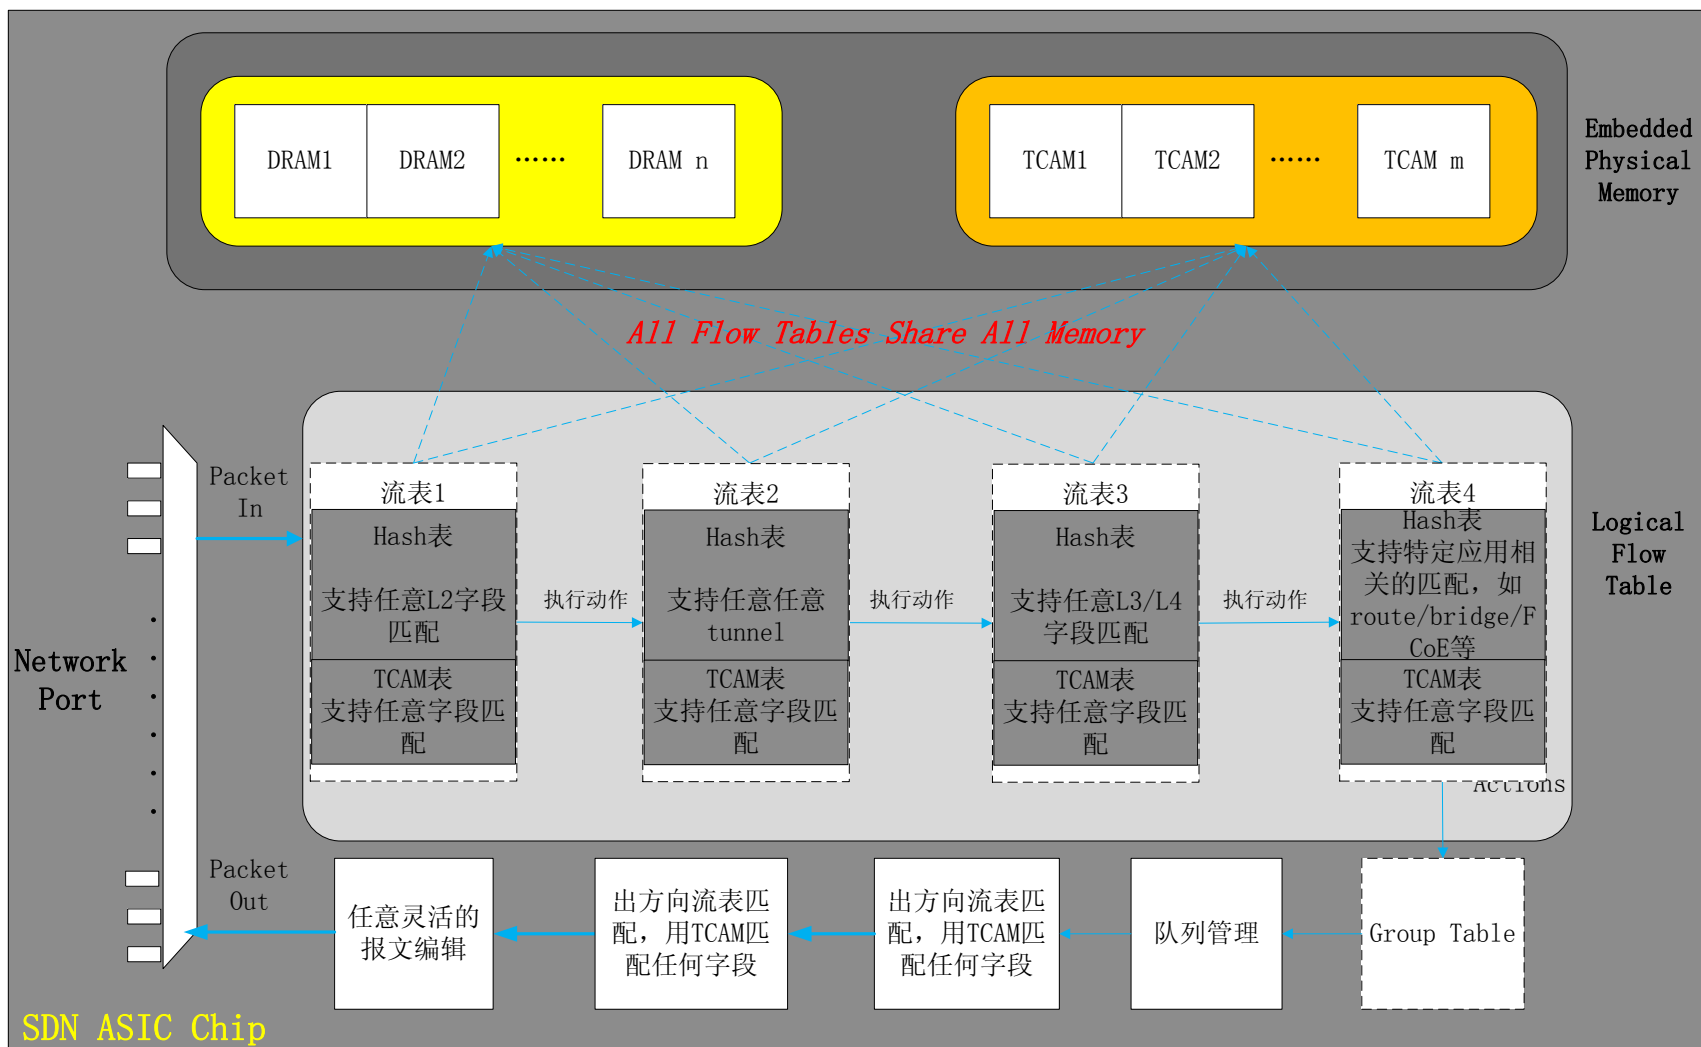 DRAM1
DRAM2
……
DRAM n
TCAM1
TCAM2
……
TCAM m
Embedded
Physical
Memory
All Flow Tables Share All Memory
Packet
In
流表1
Hash表
支持任意L2字段
匹配
TCAM表
支持任意字段匹
配
执行动作
流表2
Hash表
支持任意任意
tunnel
TCAM表
支持任意字段匹
配
执行动作
流表3
Hash表
支持任意L3/L4
字段匹配
TCAM表
支持任意字段匹
配
执行动作
流表4
Hash表
支持特定应用相
关的匹配，如
route/bridge/F
CoE等
TCAM表
支持任意字段匹
配
Logical
Flow
Table
Network
Port
Actions
Packet
Out
任意灵活的
报文编辑
出方向流表匹
配，用TCAM匹
配任何字段
出方向流表匹
配，用TCAM匹
配任何字段
队列管理
Group Table
SDN ASIC Chip